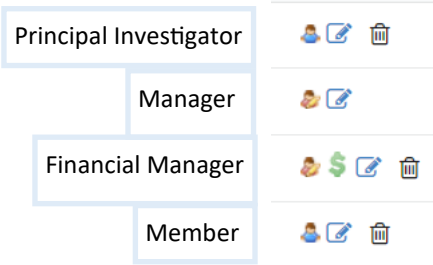 Principal Investigator
Manager
Financial Manager
$
Member